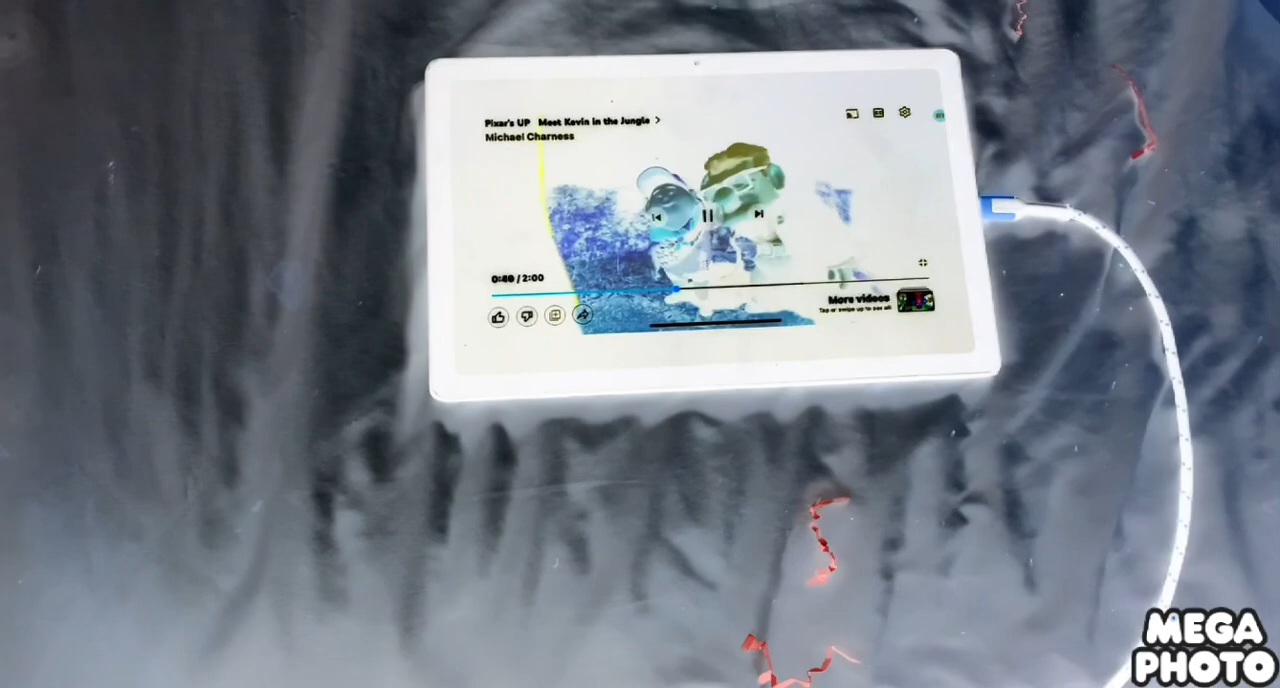 Pixar's UP Meet Kevin in the Jungle
Michael Charness
0:49 / 2:00
More videos
Tap or swipe up to see all
MEGA
PHOTO